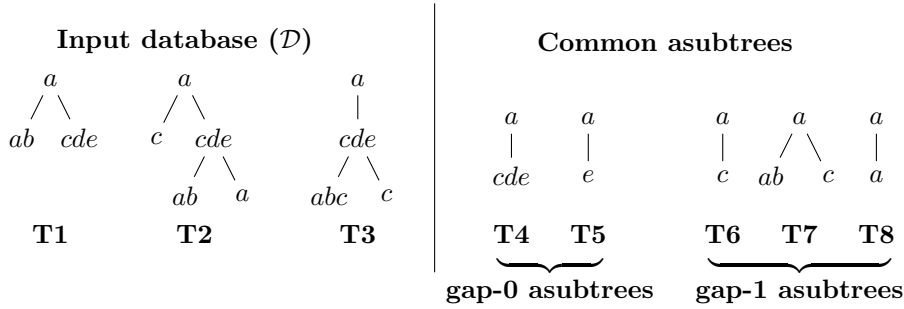 Input database (𝒟)
Common asubtrees
a
a
a
ab cde
c cde
cde
ab a
abc c
T1 T2 T3
a a a a a
cde e c ab c a
T4 T5 T6 T7 T8
gap-0 asubtrees gap-1 asubtrees